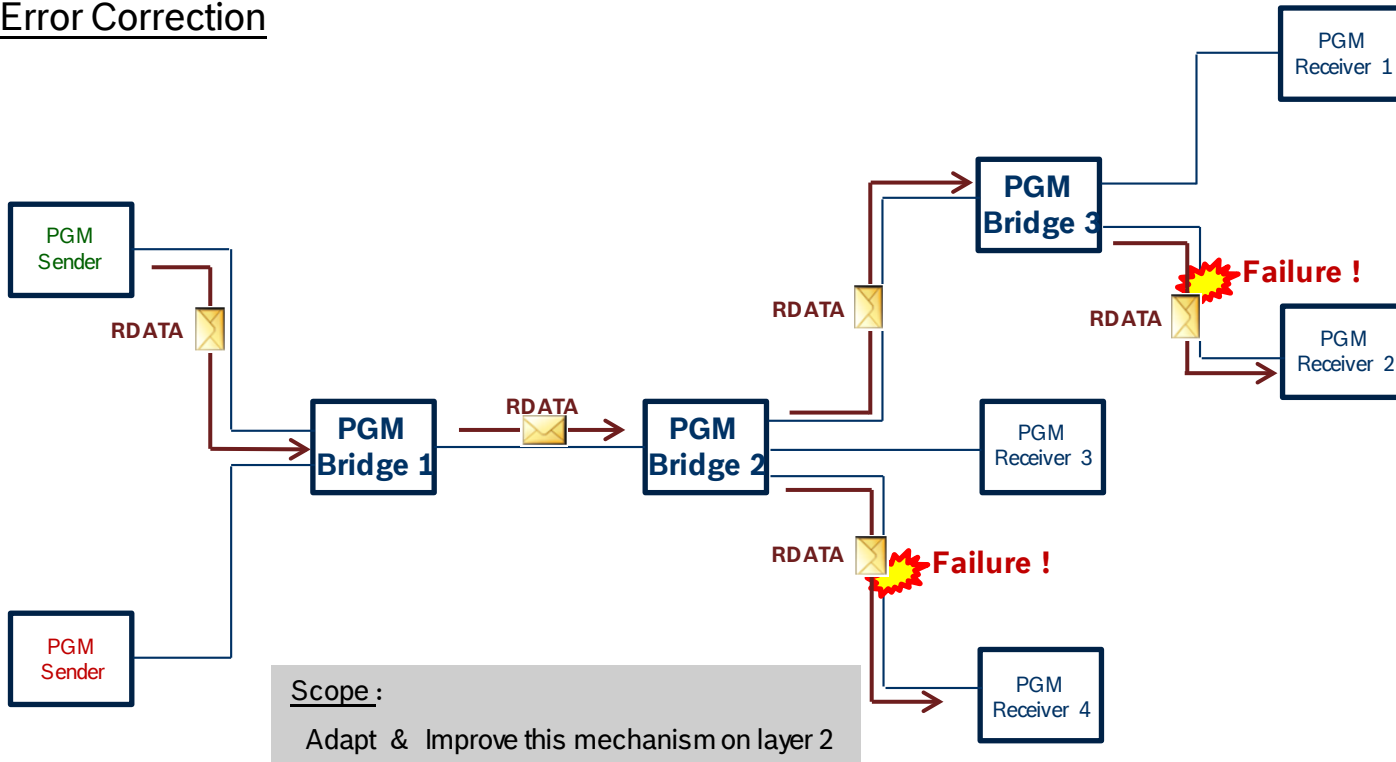 Error Correction
PGM
Receiver 1
PGM
Bridge 3
PGM
Sender
Failure !
RDATA
RDATA
RDATA
PGM
Receiver 2
RDATA
PGM
Bridge 1
PGM
Bridge 2
PGM
Receiver 3
RDATA
Failure !
PGM
Sender
PGM
Receiver 4
Scope :
Adapt & Improve this mechanism on layer 2